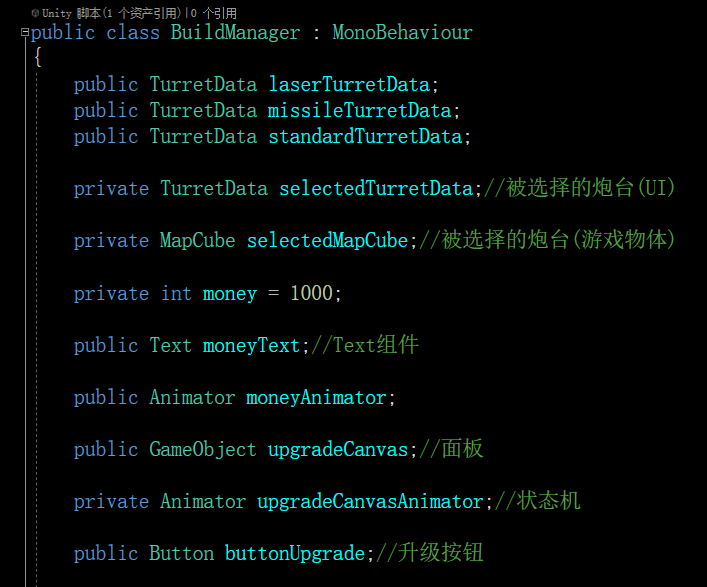 Unity 脚本(1 个资产引用)|0 个引用
public class BuildManager : MonoBehaviour
{
public TurretData laserTurretData;
public TurretData missileTurretData;
public TurretData standardTurretData;
private TurretData selectedTurretData;//被选择的炮台(UI)
private MapCube selectedMapCube;//被选择的炮台(游戏物体)
private int money = 1000;
public Text moneyText;//Text组件
public Animator moneyAnimator;
public GameObject upgradeCanvas;//面板
private Animator upgradeCanvasAnimator;//状态机
public Button buttonUpgrade;//升级按钮